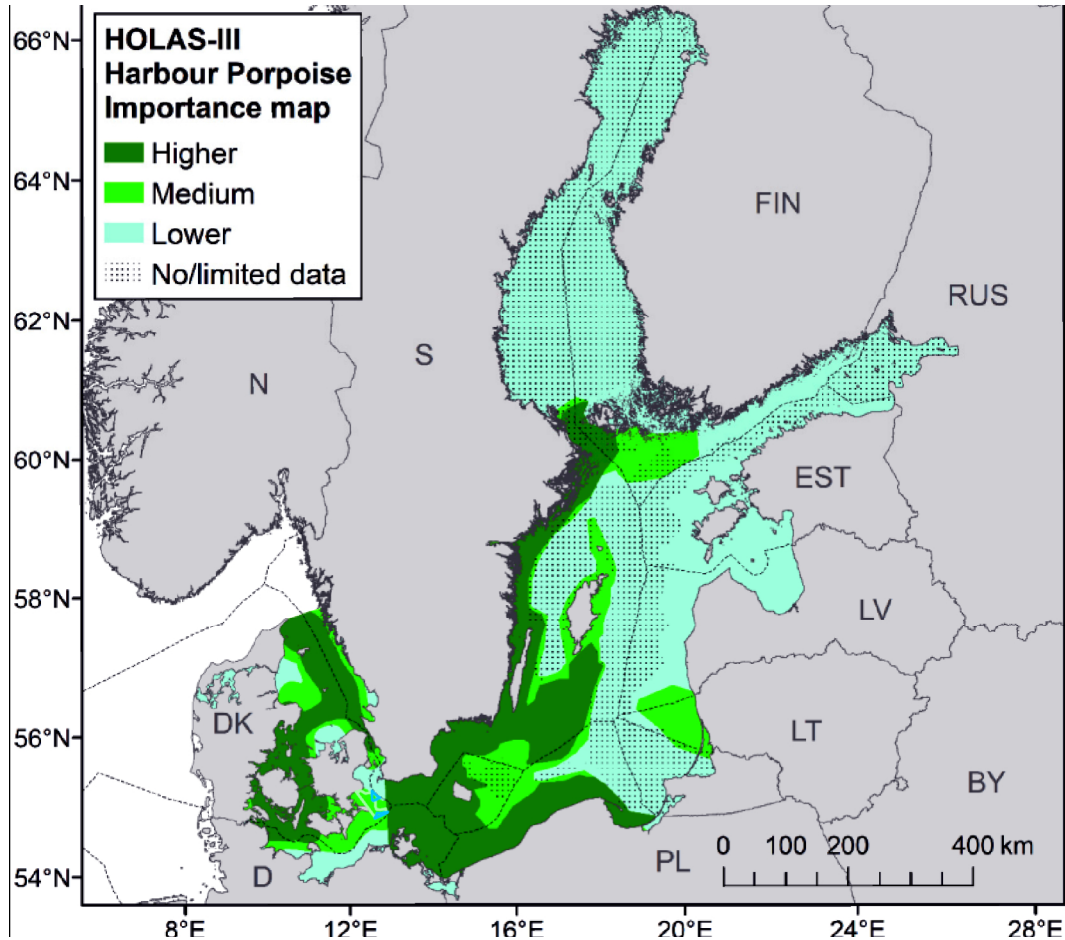 HOLAS-III
Harbour Porpoise
Importance map
Higher
Medium
Lower
No/limited data
66°N
64°N
62°N
60°N
58°N
56°N
54°N
FIN
RUS
S
N
EST
LV
DK
LT
BY
PL
D
0 100 200 400 km
8°E 12°E 16°E 20°E 24°E 28°E